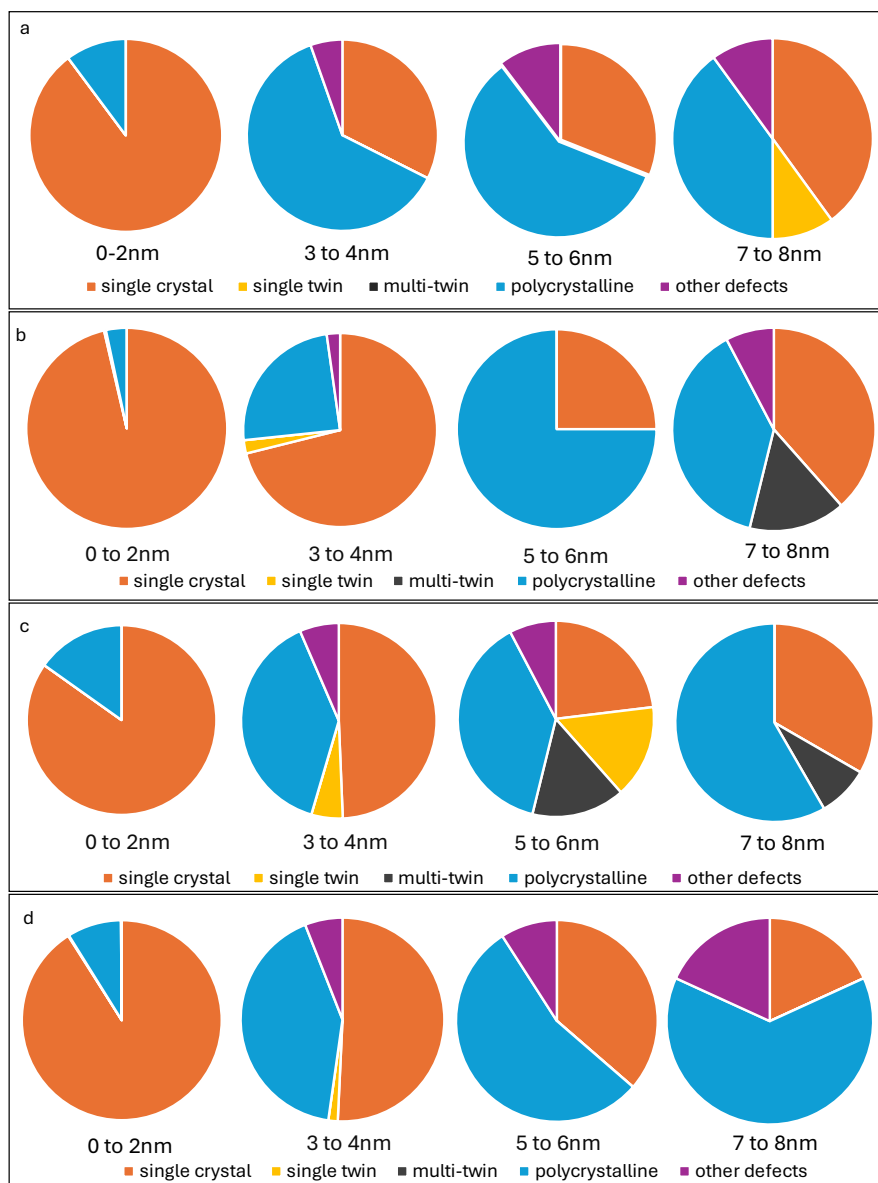 a
0-2nm 3 to 4nm 5 to 6nm 7 to 8nm
single crystal single twin multi-twin polycrystalline other defects
b
0 to 2nm 3 to 4nm 5 to 6nm 7 to 8nm
single crystal single twin multi-twin polycrystalline other defects
c
0 to 2nm 3 to 4nm 5 to 6nm 7 to 8nm
single crystal single twin multi-twin polycrystalline other defects
d
0 to 2nm 3 to 4nm 5 to 6nm 7 to 8nm
single crystal single twin multi-twin polycrystalline other defects